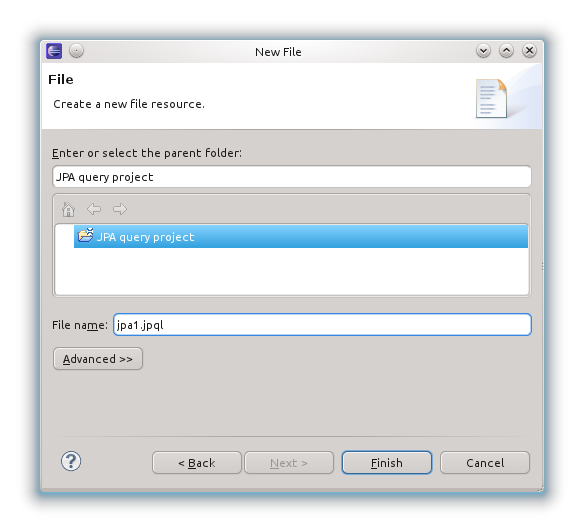 New File
File
Create a new file resource.
Enter or select the parent folder:
JPA query project
JPA query project
File name: jpa1.jpql
Advanced >>
? < Back Next > Finish Cancel